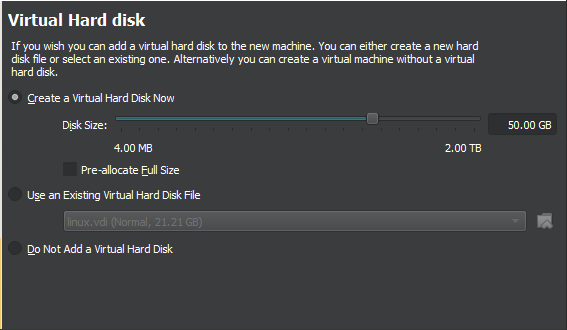 Virtual Hard disk
If you wish you can add a virtual hard disk to the new machine. You can either create a new hard
disk file or select an existing one. Alternatively you can create a virtual machine without a virtual
hard disk.
Create a Virtual Hard Disk Now
Disk Size:
50.00 GB
4.00 MB
2.00 TB
Pre-allocate Full Size
Use an Existing Virtual Hard Disk File
linux.vdi (Normal, 21.21 GB)
Do Not Add a Virtual Hard Disk